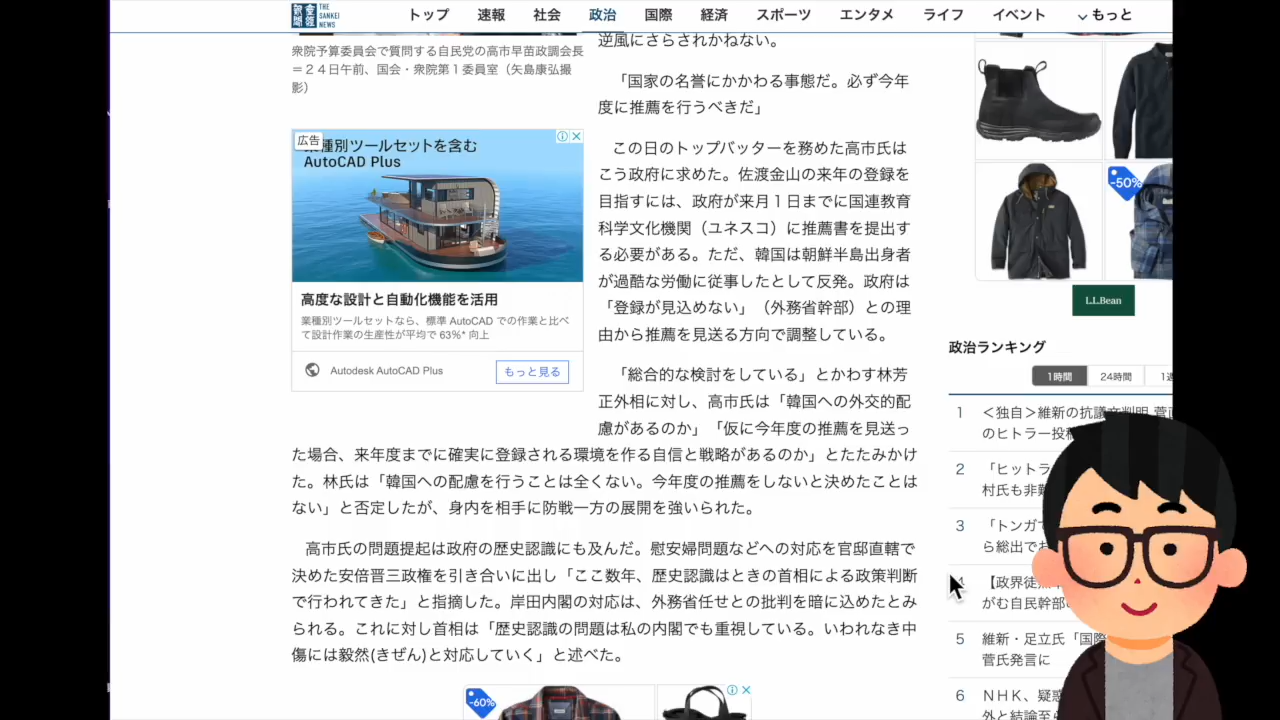 産經新聞
THE SANKEI NEWS
トップ
速報
社会
政治
国際
経済
スポーツ
エンタメ
ライフ
イベント
もっと
衆院予算委員会で質問する自民党の高市早苗政調会長
＝２４日午前、国会・衆院第１委員室（矢島康弘撮
影）
広告
業種別ツールセットを含む
AutoCAD Plus
高度な設計と自動化機能を活用
業種別ツールセットなら、標準 AutoCAD での作業と比べ
て設計作業の生産性が平均で 63%* 向上
Autodesk AutoCAD Plus
もっと見る
逆風にさらされかねない。
「国家の名誉にかかわる事態だ。必ず今年
度に推薦を行うべきだ」
この日のトップバッターを務めた高市氏は
こう政府に求めた。佐渡金山の来年の登録を
目指すには、政府が来月１日までに国連教育
科学文化機関（ユネスコ）に推薦書を提出す
る必要がある。ただ、韓国は朝鮮半島出身者
が過酷な労働に従事したとして反発。政府は
「登録が見込めない」（外務省幹部）との理
由から推薦を見送る方向で調整している。
「総合的な検討をしている」とかわす林芳
正外相に対し、高市氏は「韓国への外交的配
慮があるのか」「仮に今年度の推薦を見送っ
た場合、来年度までに確実に登録される環境を作る自信と戦略があるのか」とたたみかけ
た。林氏は「韓国への配慮を行うことは全くない。今年度の推薦をしないと決めたことは
ない」と否定したが、身内を相手に防戦一方の展開を強いられた。
高市氏の問題提起は政府の歴史認識にも及んだ。慰安婦問題などへの対応を官邸直轄で
決めた安倍晋三政権を引き合いに出し「ここ数年、歴史認識はときの首相による政策判断
で行われてきた」と指摘した。岸田内閣の対応は、外務省任せとの批判を暗に込めたとみ
られる。これに対し首相は「歴史認識の問題は私の内閣でも重視している。いわれなき中
傷には毅然(きぜん)と対応していく」と述べた。
-60%
-50%
L.L.Bean
政治ランキング
1時間
24時間
1週
1
＜独自＞維新の抗議文判明 菅直
のヒトラー投稿
2
「ヒットラ
村氏も非難
3
「トンガで
ら総出でお
4
【政界徒然
がむ自民幹部
5
維新・足立氏「国際
菅氏発言に
6
ＮＨＫ、疑惑
外と結論至ら